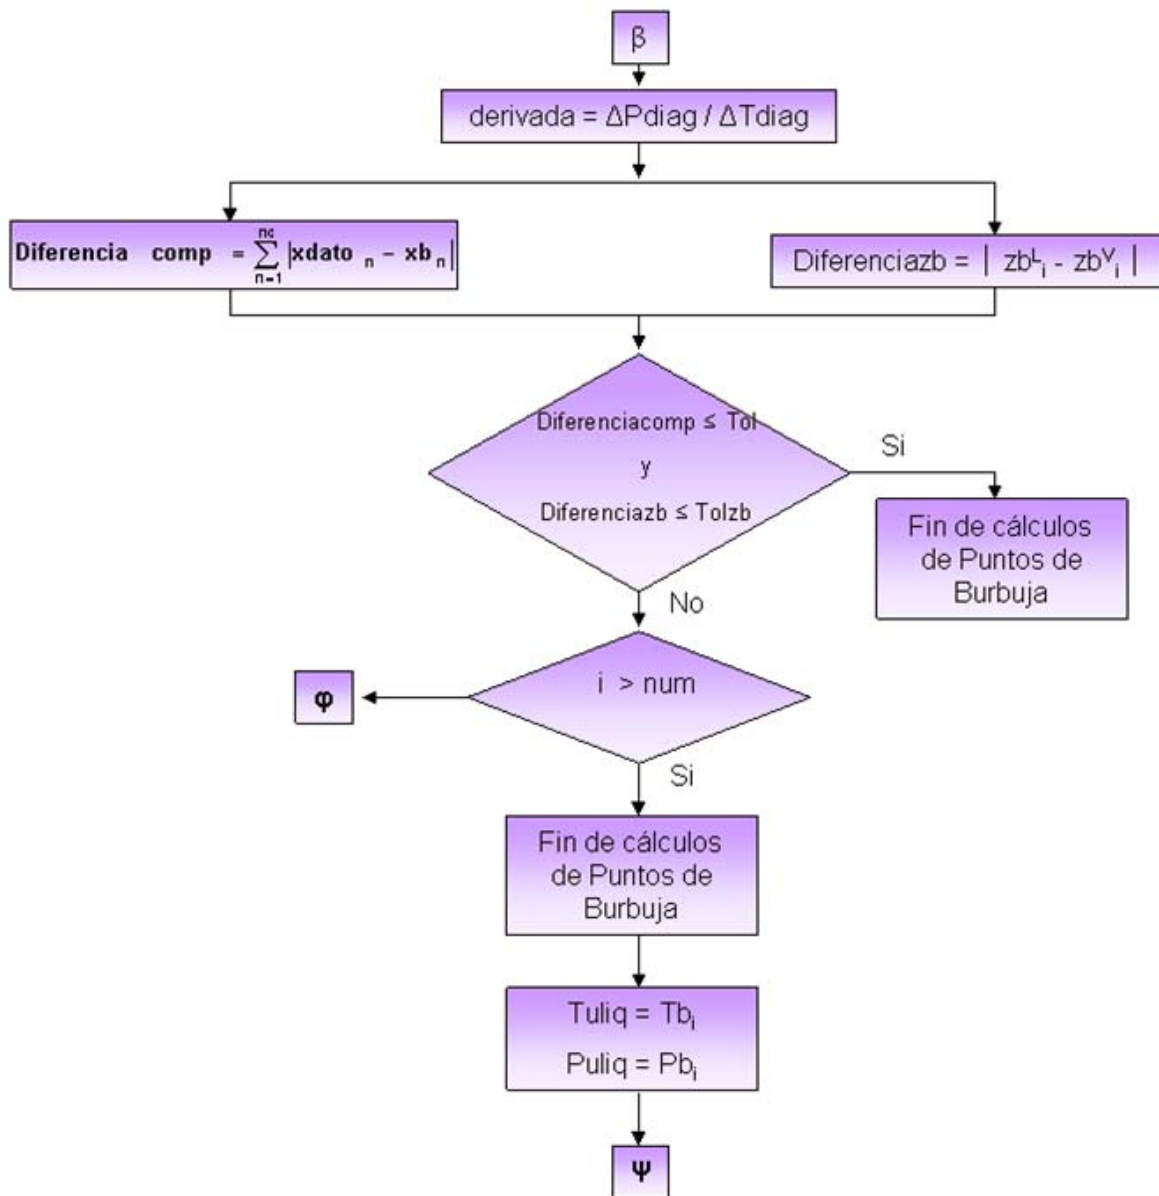 β
derivada = ΔPdiag / ΔTdiag
Diferencia comp = ∑ⁿᶜₙ₌₁ |xdato ₙ − xb ₙ|
Diferenciazb = | zbᴸᵢ - zbⱽᵢ |
Diferenciacomp ≤ Tol
y
Diferenciazb ≤ Tolzb
Si
Fin de cálculos
de Puntos de
Burbuja
No
i > num
φ
Si
Fin de cálculos
de Puntos de
Burbuja
Tuliq = Tbᵢ
Puliq = Pbᵢ
Ψ